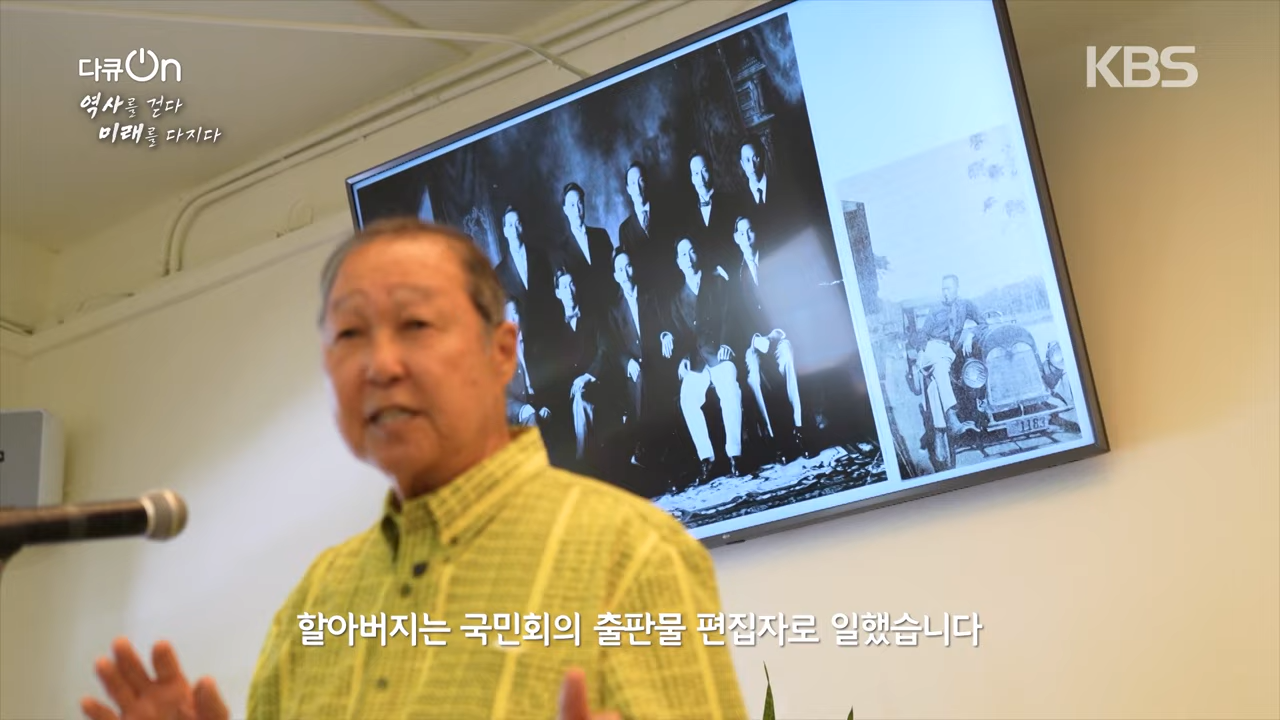 다큐On
역사를 걷다
미래를 다지다
KBS
1183
할아버지는 국민회의 출판물 편집자로 일했습니다